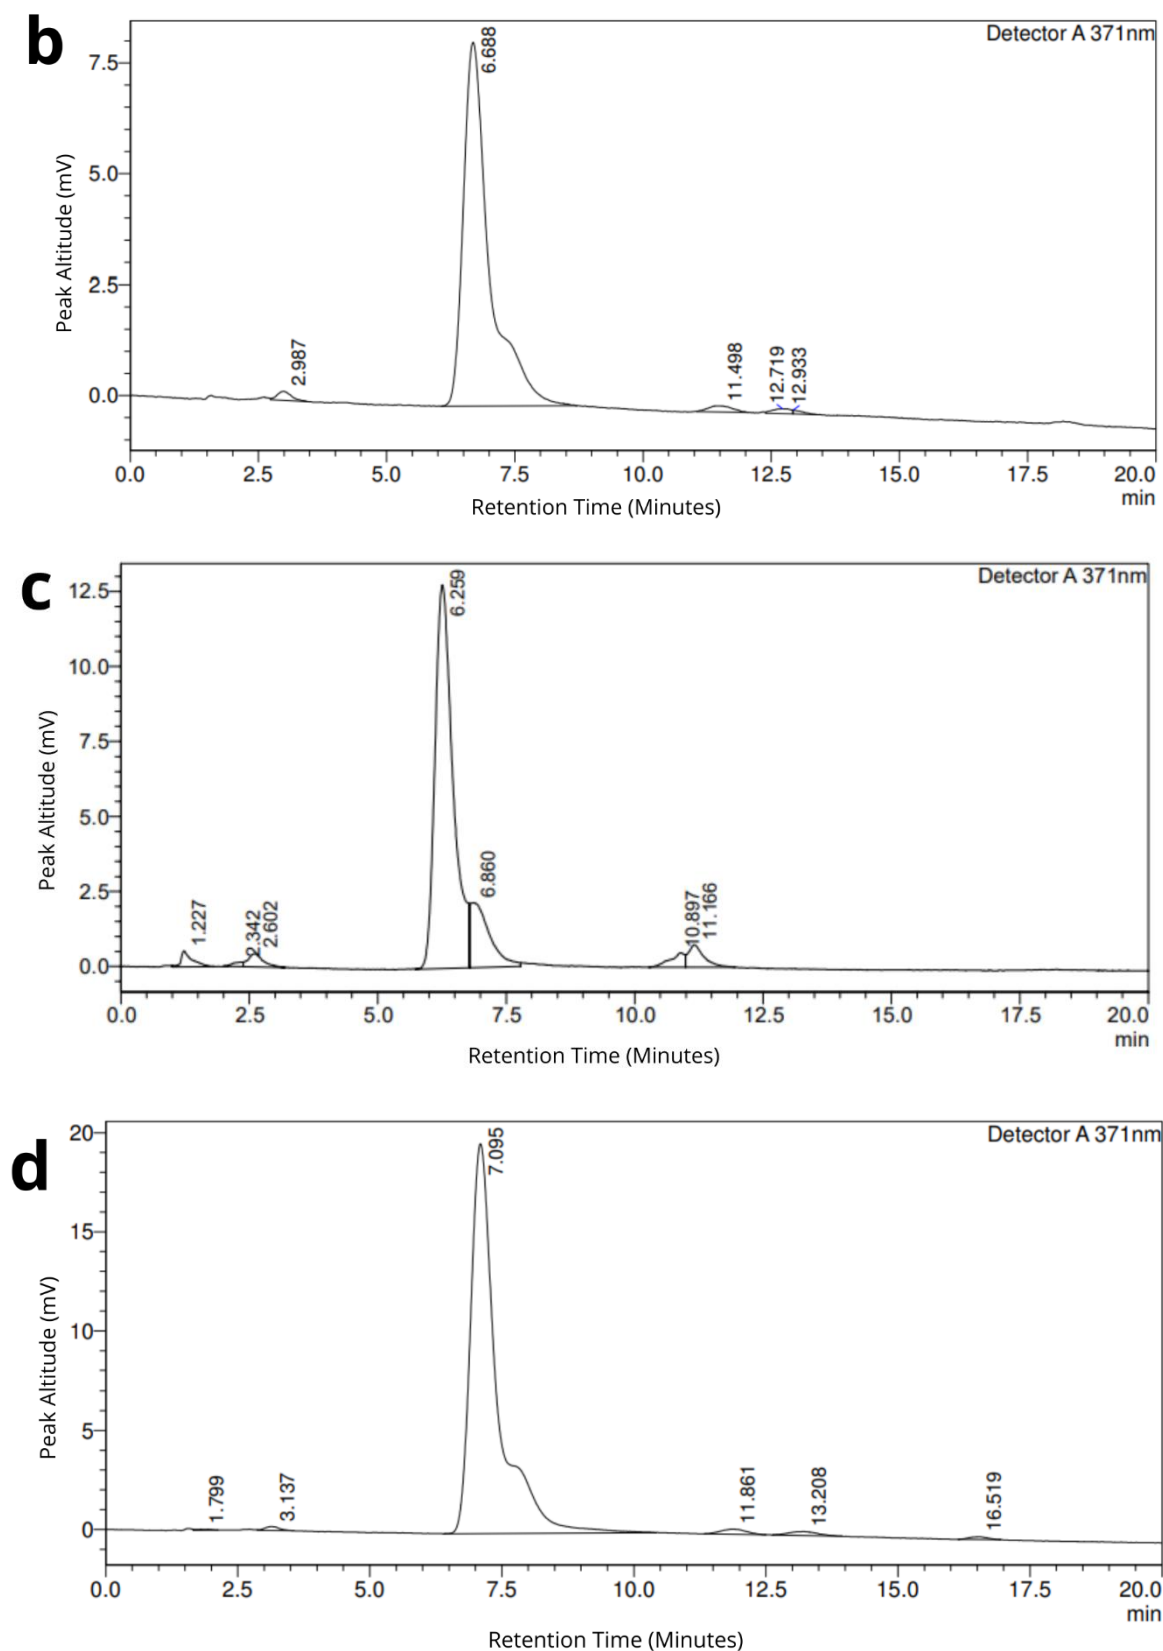 b
Detector A 371nm
Peak Altitude (mV)
7.5
5.0
2.5
0.0
6.688
2.987
11.498
12.719
12.933
0.0 2.5 5.0 7.5 10.0 12.5 15.0 17.5 20.0
min
Retention Time (Minutes)
c
Detector A 371nm
Peak Altitude (mV)
12.5
10.0
7.5
5.0
2.5
0.0
6.259
6.860
1.227
2.342
2.602
10.897
11.166
0.0 2.5 5.0 7.5 10.0 12.5 15.0 17.5 20.0
min
Retention Time (Minutes)
d
Detector A 371nm
Peak Altitude (mV)
20
15
10
5
0
7.095
1.799
3.137
11.861
13.208
16.519
0.0 2.5 5.0 7.5 10.0 12.5 15.0 17.5 20.0
min
Retention Time (Minutes)